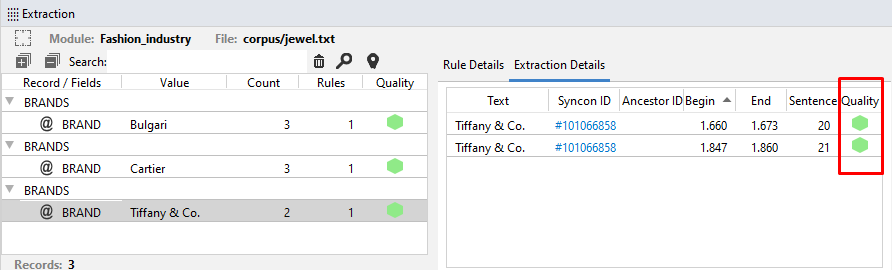 Extraction
Module: Fashion_industry File: corpus/jewel.txt
Search:
Record / Fields Value Count Rules Quality
BRANDS
@ BRAND Bulgari 3 1
BRANDS
@ BRAND Cartier 3 1
BRANDS
@ BRAND Tiffany & Co. 2 1
Records: 3
Rule Details Extraction Details
Text Syncon ID Ancestor ID Begin End Sentence Quality
Tiffany & Co. #101066858 1.660 1.673 20
Tiffany & Co. #101066858 1.847 1.860 21